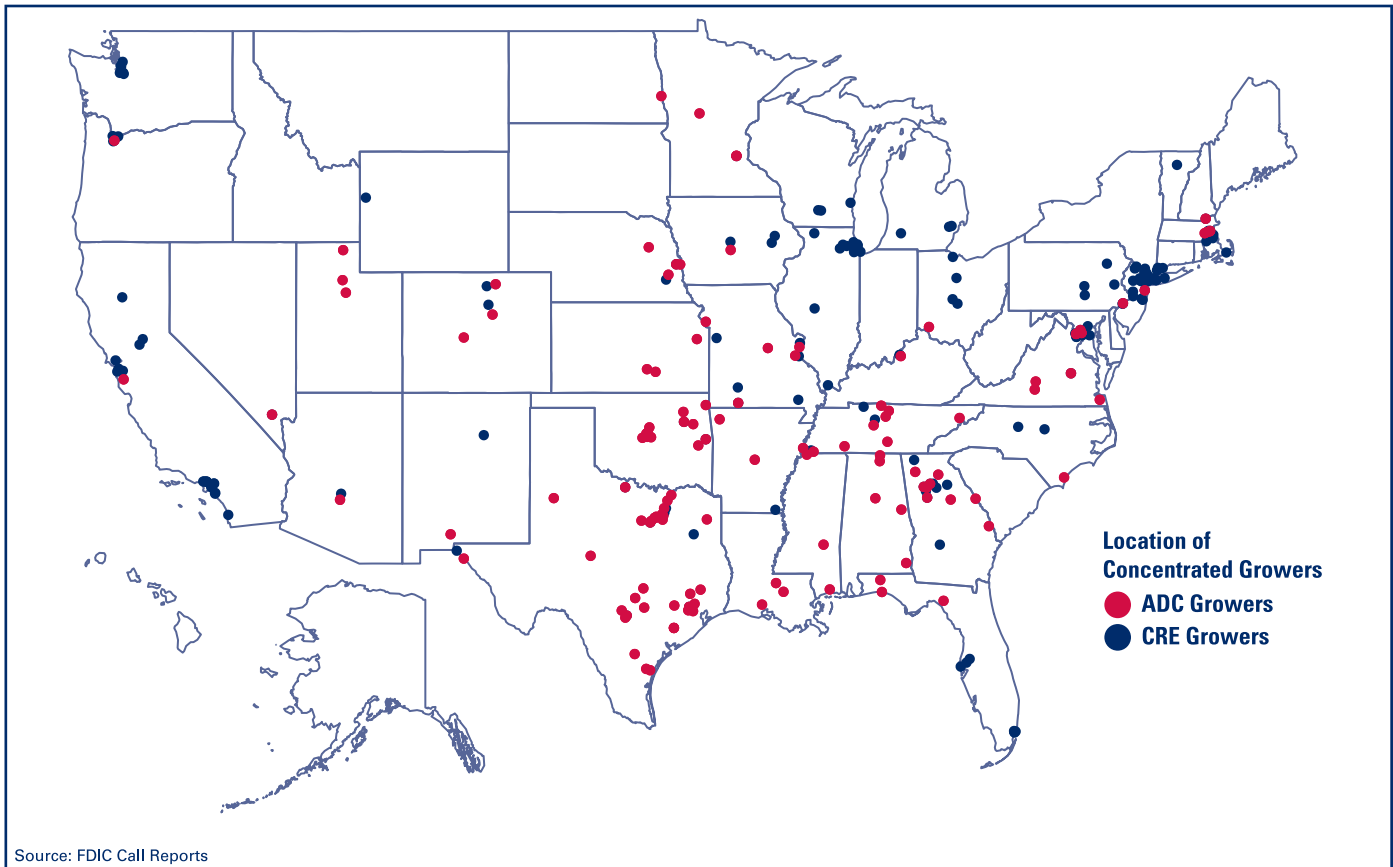 Location of
Concentrated Growers
ADC Growers
CRE Growers
Source: FDIC Call Reports